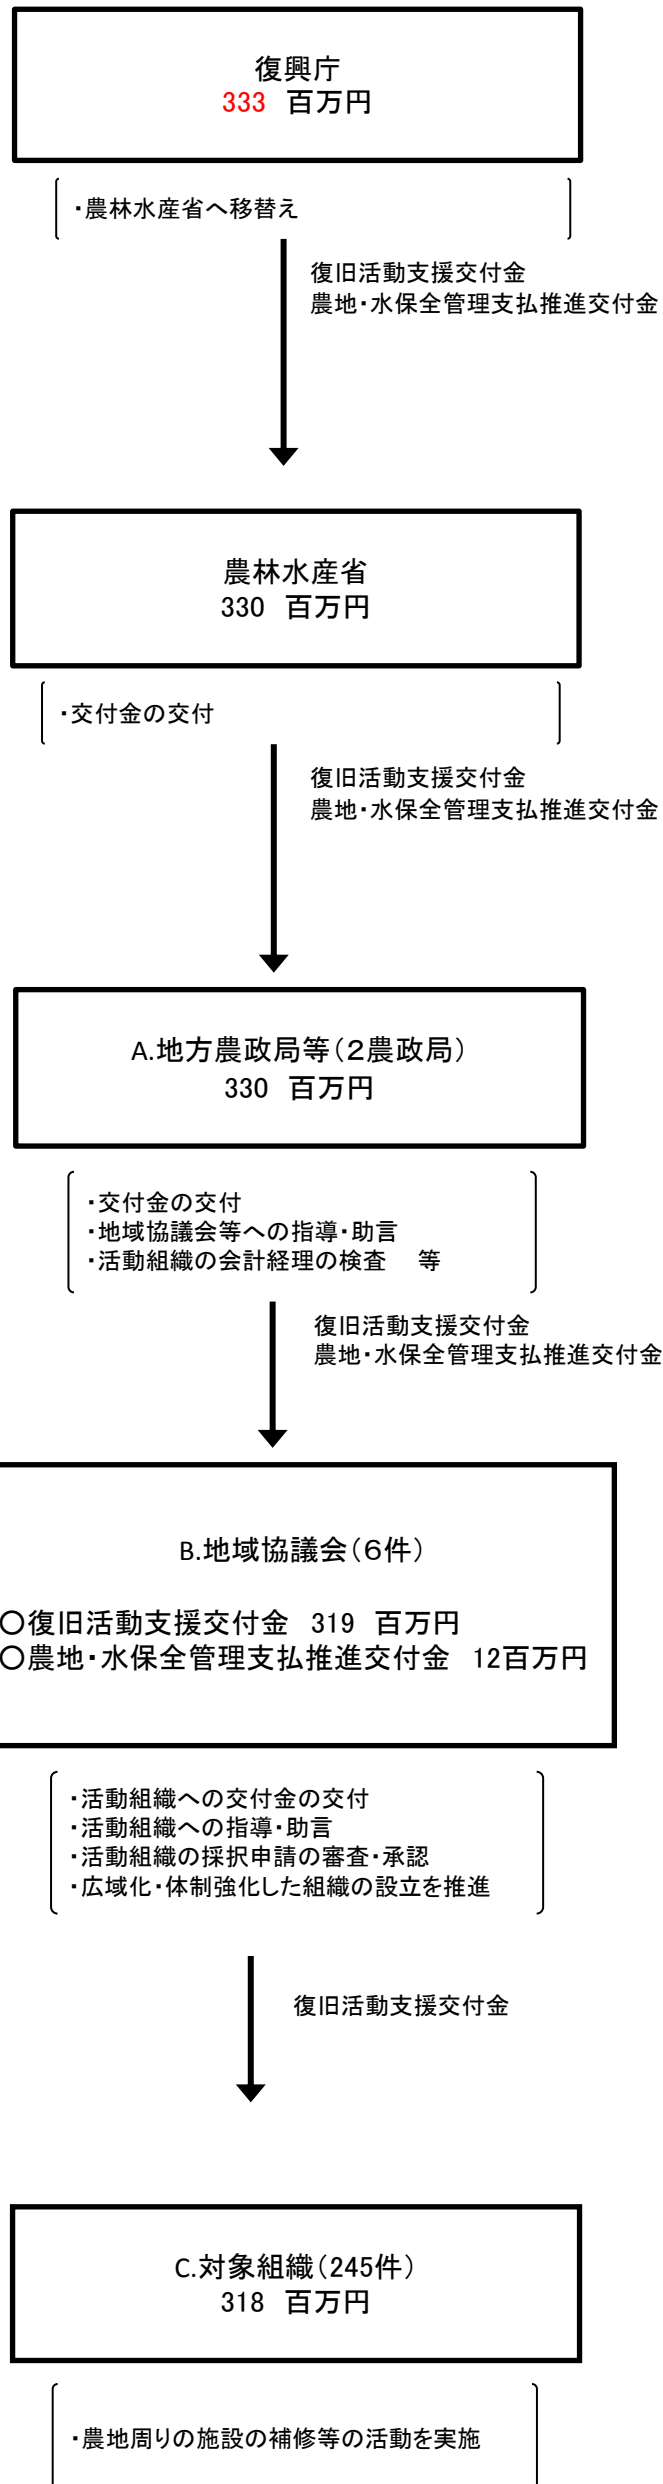 復興庁
333 百万円
・農林水産省へ移替え
復旧活動支援交付金
農地・水保全管理支払推進交付金
農林水産省
330 百万円
・交付金の交付
復旧活動支援交付金
農地・水保全管理支払推進交付金
A.地方農政局等（２農政局）
330 百万円
・交付金の交付
・地域協議会等への指導・助言
・活動組織の会計経理の検査 等
復旧活動支援交付金
農地・水保全管理支払推進交付金
B.地域協議会（６件）
○復旧活動支援交付金 319 百万円
○農地・水保全管理支払推進交付金 12百万円
・活動組織への交付金の交付
・活動組織への指導・助言
・活動組織の採択申請の審査・承認
・広域化・体制強化した組織の設立を推進
復旧活動支援交付金
C.対象組織（245件）
318 百万円
・農地周りの施設の補修等の活動を実施